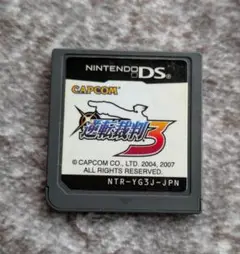 NINTENDO DS
CAPCOM
逆転裁判3
© CAPCOM CO., LTD. 2004, 2007
ALL RIGHTS RESERVED.
NTR-YG3J-JPN